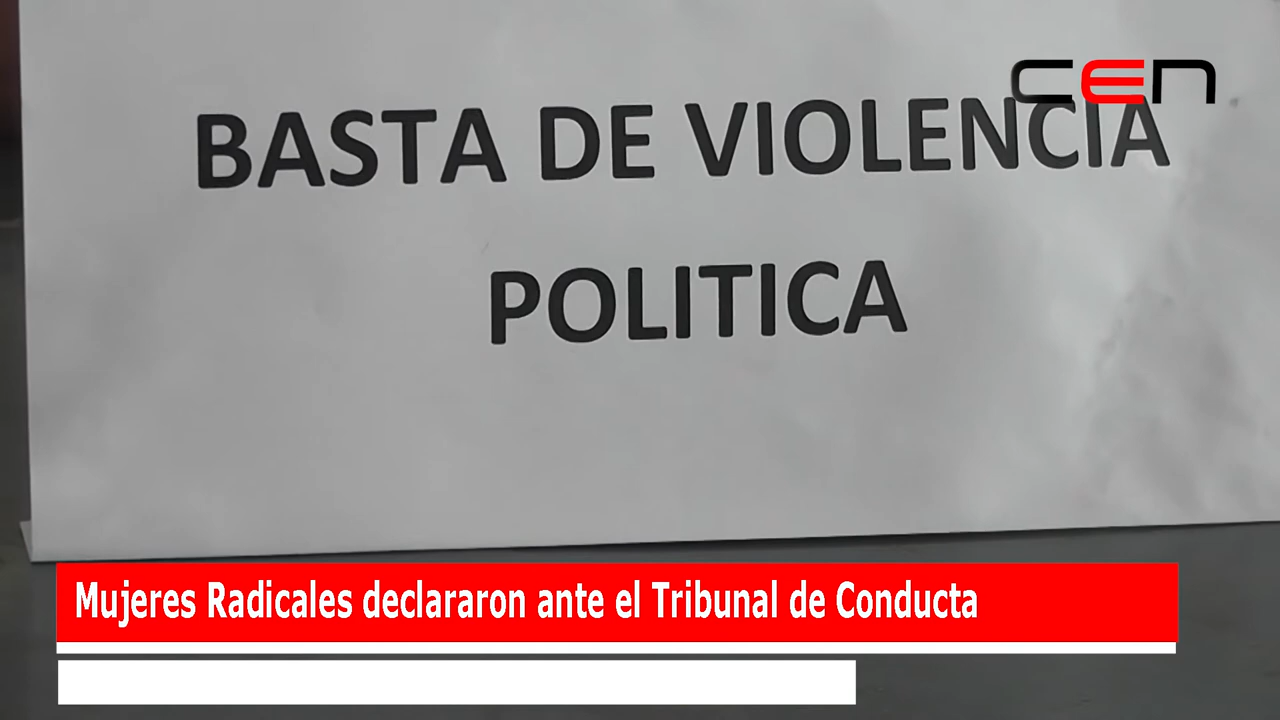 CEN
BASTA DE VIOLENCIA
POLITICA
Mujeres Radicales declararon ante el Tribunal de Conducta